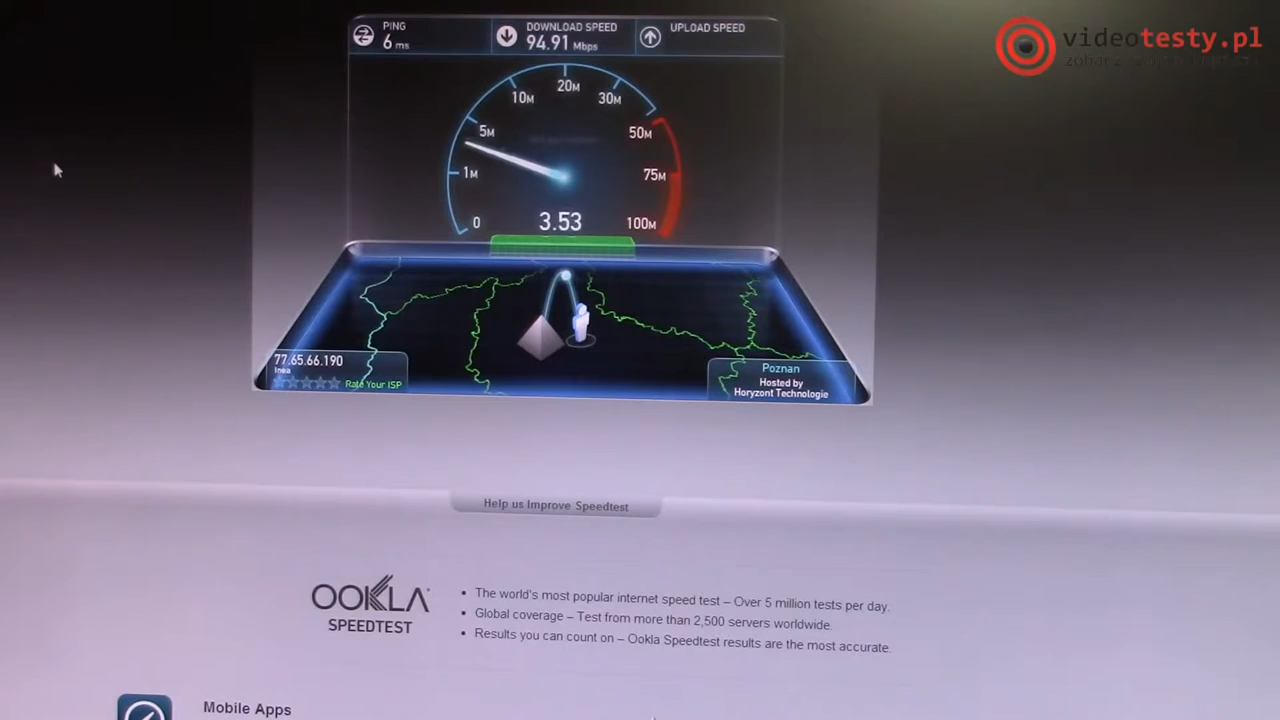 PING
6 ms
DOWNLOAD SPEED
94.91 Mbps
UPLOAD SPEED
videotesty.pl
zobacz
20M
10M
30M
5M
50M
1M
75M
0
3.53
100M
77.65.66.190
Inea
Rate Your ISP
Poznan
Hosted by
Horyzont Technologie
Help us Improve Speedtest
OOKLA
SPEEDTEST
• The world's most popular internet speed test – Over 5 million tests per day.
• Global coverage – Test from more than 2,500 servers worldwide.
• Results you can count on – Ookla Speedtest results are the most accurate.
Mobile Apps